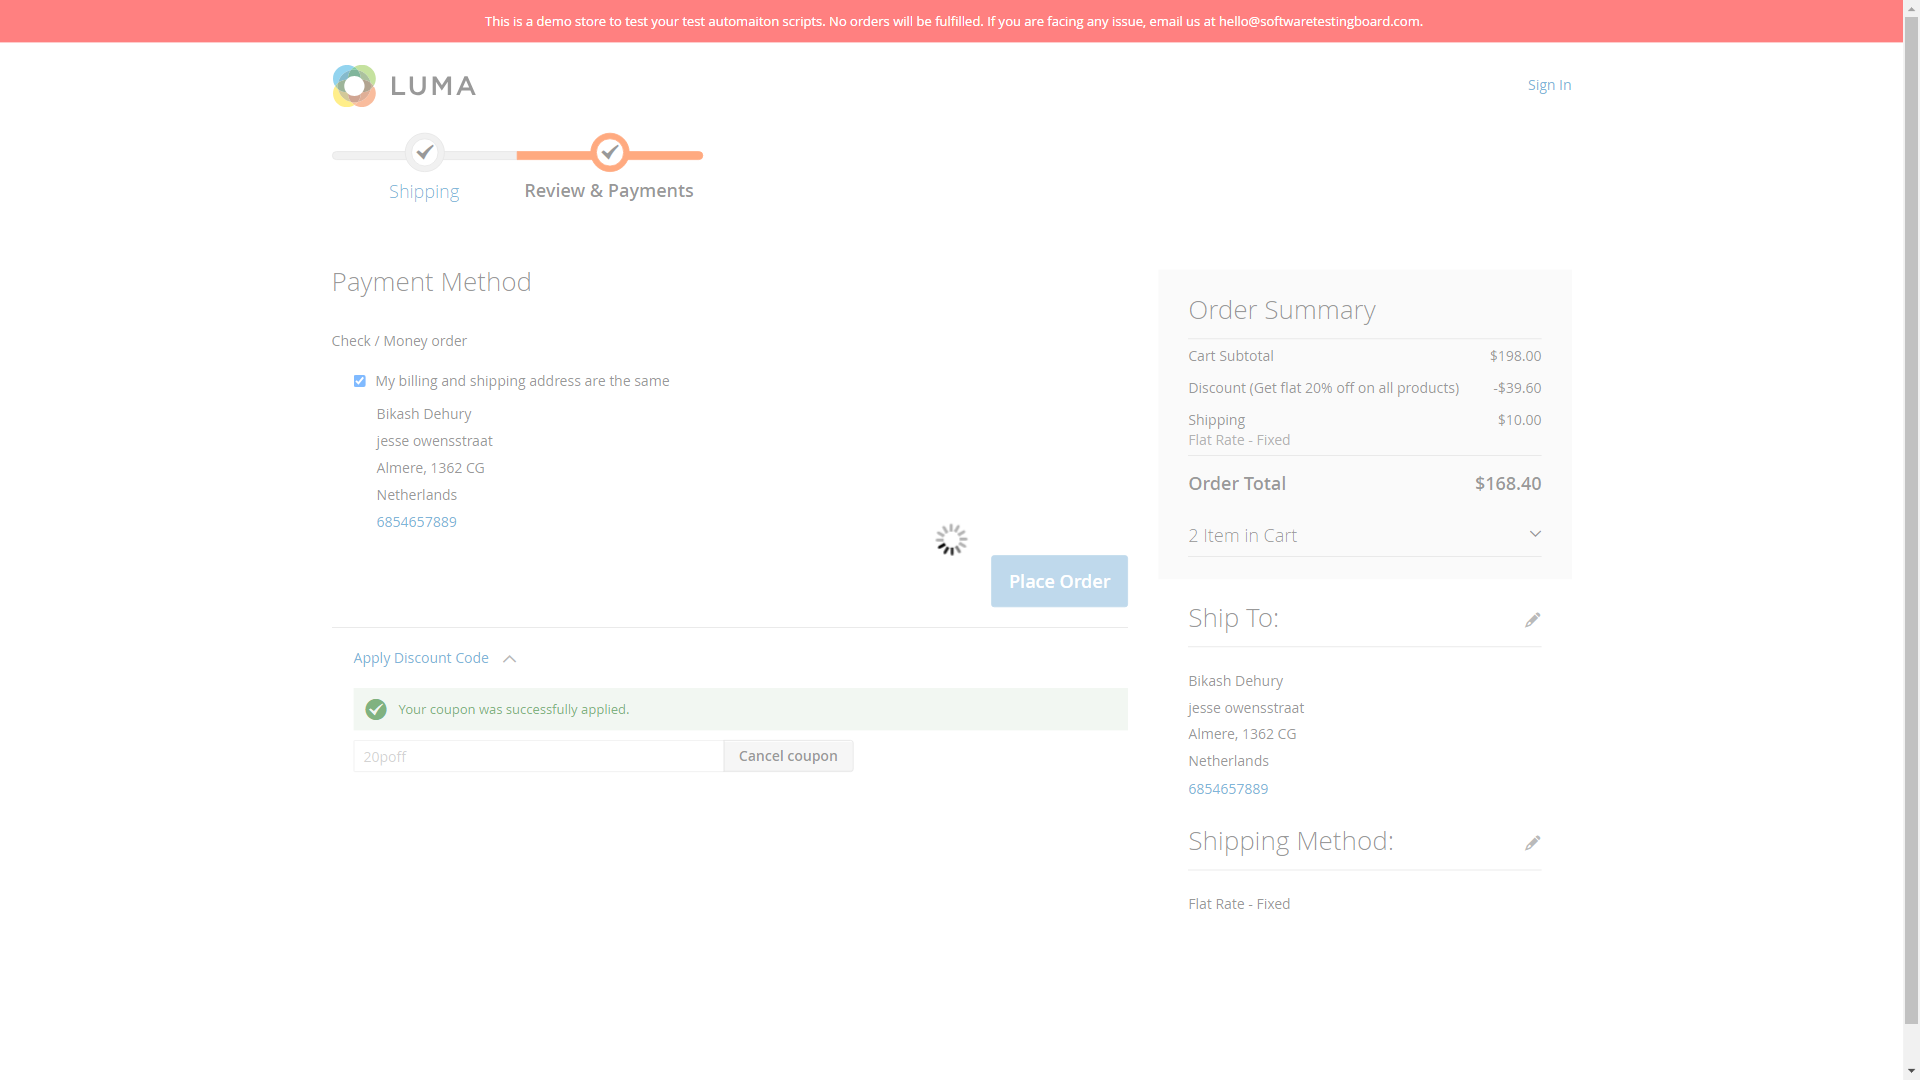 This is a demo store to test your test automaiton scripts. No orders will be fulfilled. If you are facing any issue, email us at hello@softwaretestingboard.com.
LUMA
Sign In
Shipping
Review & Payments
Payment Method
Check / Money order
My billing and shipping address are the same
Bikash Dehury
jesse owensstraat
Almere, 1362 CG
Netherlands
6854657889
Place Order
Apply Discount Code
Your coupon was successfully applied.
20poff
Cancel coupon
Order Summary
Cart Subtotal $198.00
Discount (Get flat 20% off on all products) -$39.60
Shipping $10.00
Flat Rate - Fixed
Order Total $168.40
2 Item in Cart
Ship To:
Bikash Dehury
jesse owensstraat
Almere, 1362 CG
Netherlands
6854657889
Shipping Method:
Flat Rate - Fixed